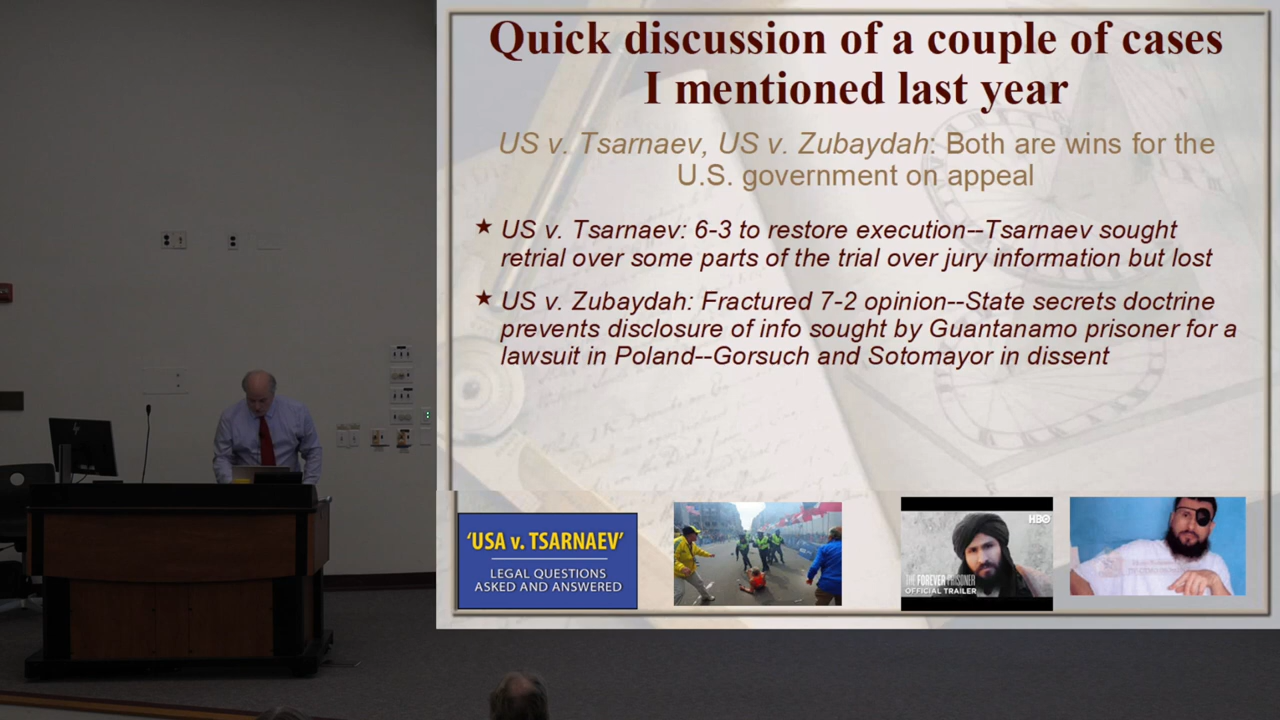 Quick discussion of a couple of cases
I mentioned last year
US v. Tsarnaev, US v. Zubaydah: Both are wins for the
U.S. government on appeal
★ US v. Tsarnaev: 6-3 to restore execution--Tsarnaev sought
retrial over some parts of the trial over jury information but lost
★ US v. Zubaydah: Fractured 7-2 opinion--State secrets doctrine
prevents disclosure of info sought by Guantanamo prisoner for a
lawsuit in Poland--Gorsuch and Sotomayor in dissent
'USA v. TSARNAEV'
LEGAL QUESTIONS
ASKED AND ANSWERED
HBO
THE FOREVER PRISONER
OFFICIAL TRAILER